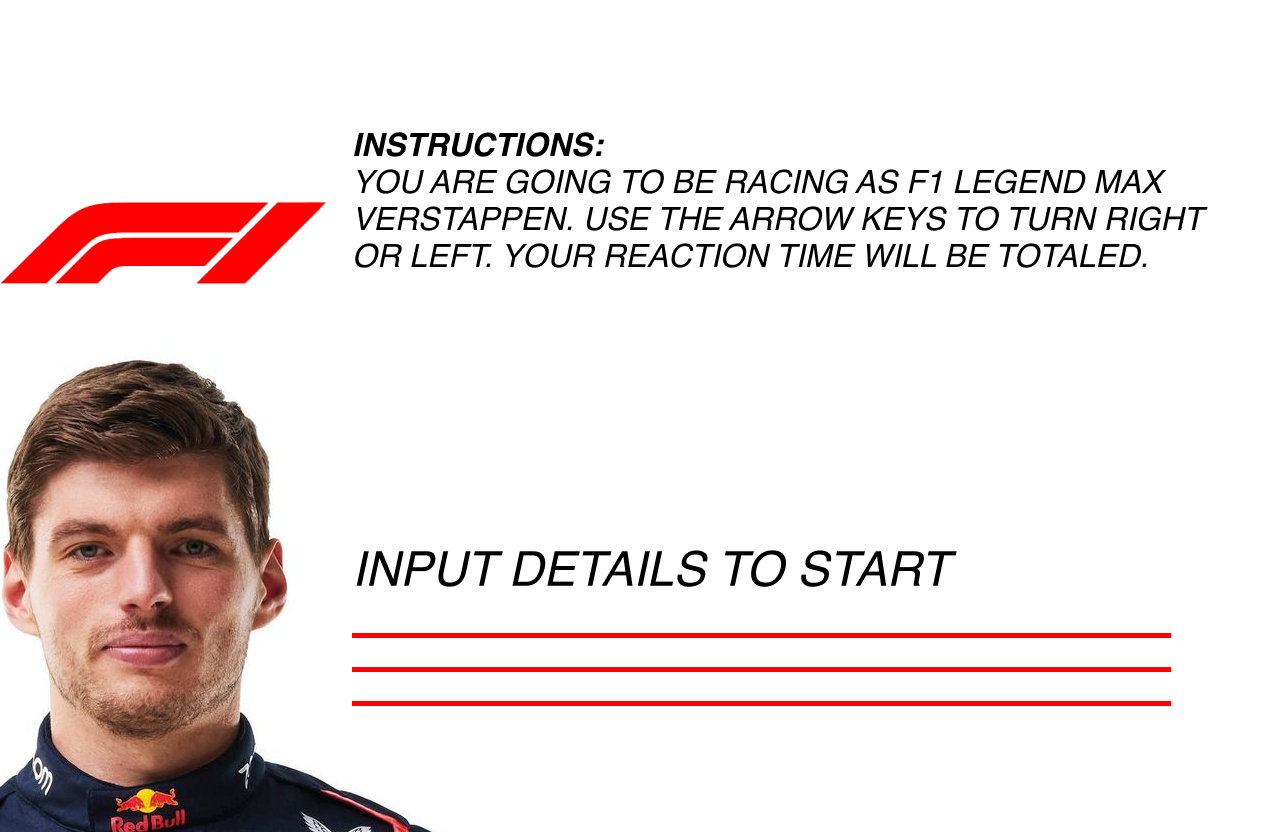 INSTRUCTIONS:
YOU ARE GOING TO BE RACING AS F1 LEGEND MAX
VERSTAPPEN. USE THE ARROW KEYS TO TURN RIGHT
OR LEFT. YOUR REACTION TIME WILL BE TOTALED.
F1
INPUT DETAILS TO START
Red Bull